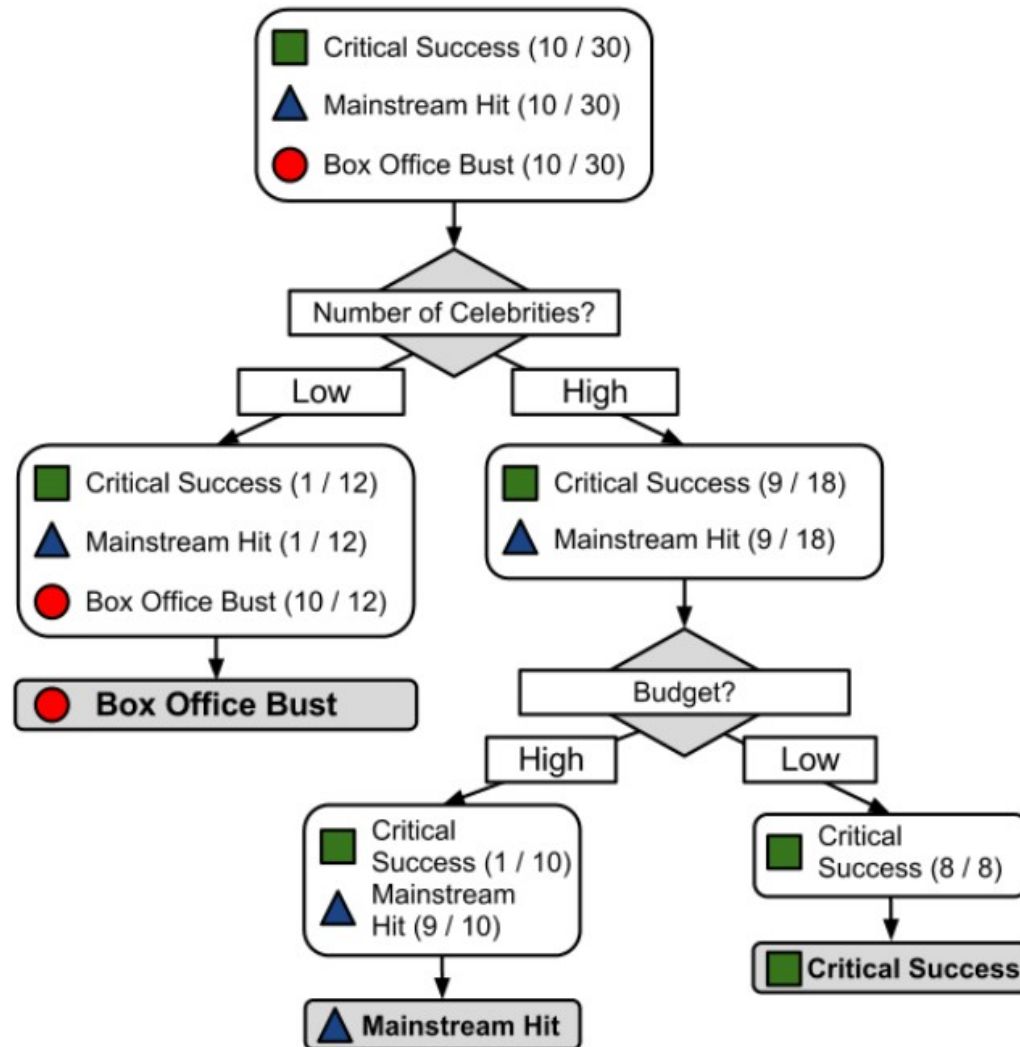 Critical Success (10 / 30)
Mainstream Hit (10 / 30)
Box Office Bust (10 / 30)
Number of Celebrities?
Low
High
Critical Success (1 / 12)
Mainstream Hit (1 / 12)
Box Office Bust (10 / 12)
Critical Success (9 / 18)
Mainstream Hit (9 / 18)
Box Office Bust
Budget?
High
Low
Critical
Success (1 / 10)
Mainstream
Hit (9 / 10)
Critical
Success (8 / 8)
Critical Success
Mainstream Hit